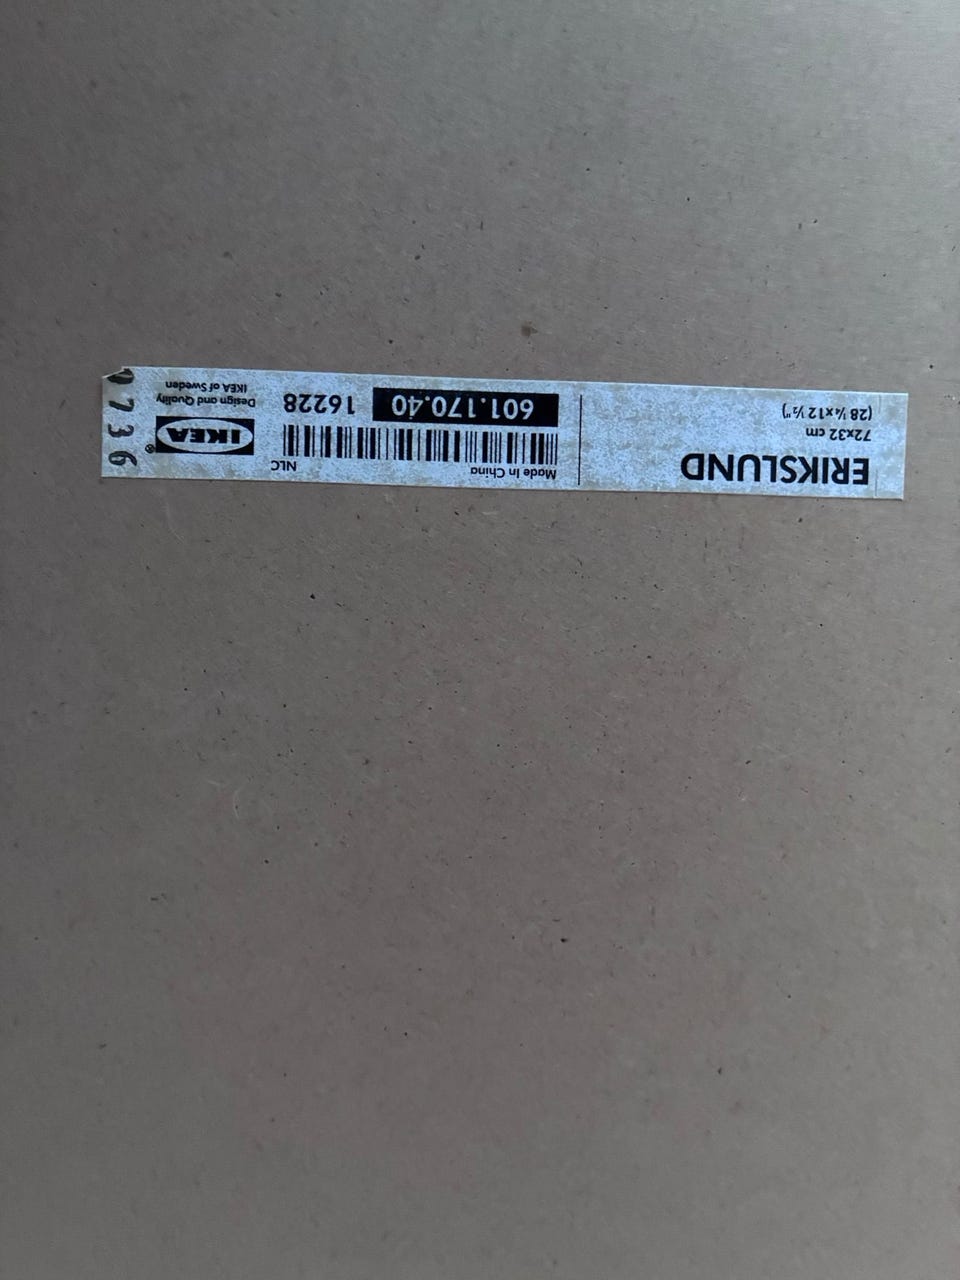 ERIKSLUND
72x32 cm
(28 ¼x12 ½")
Made In China
NLC
601.170.40
16228
IKEA®
Design and Quality
IKEA of Sweden
7736